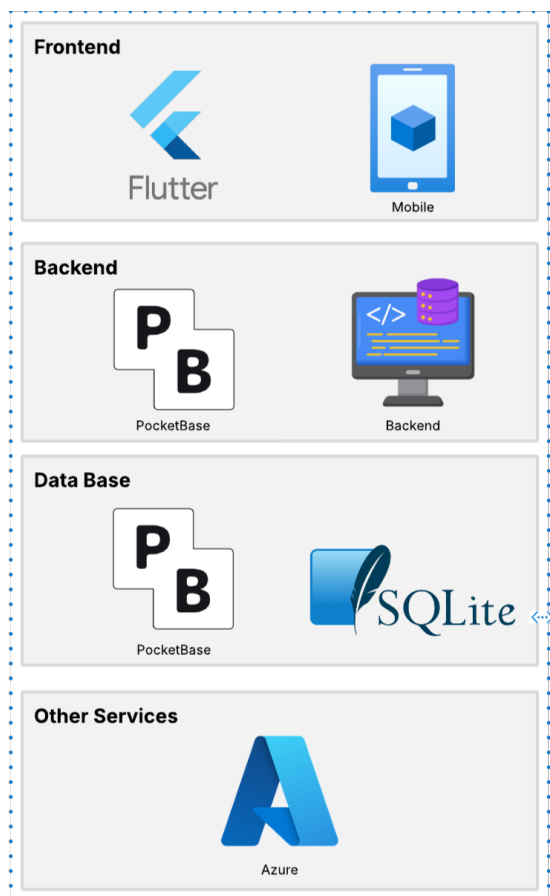 Frontend
Flutter
Mobile
Backend
P
B
</>
PocketBase
Backend
Data Base
P
B
SQLite
PocketBase
Other Services
Azure